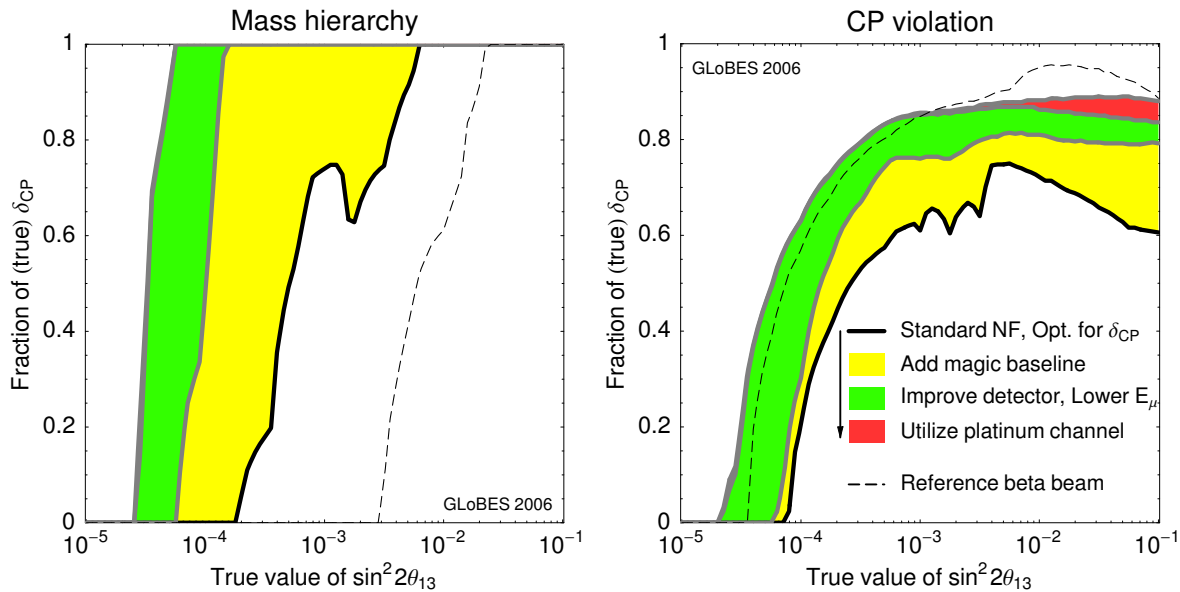 Mass hierarchy
Fraction of (true) δCP
1
0.8
0.6
0.4
0.2
0
GLoBES 2006
10^-5
10^-4
10^-3
10^-2
10^-1
True value of sin² 2θ13
CP violation
Fraction of (true) δCP
1
0.8
0.6
0.4
0.2
0
GLoBES 2006
Standard NF, Opt. for δCP
Add magic baseline
Improve detector, Lower Eμ
Utilize platinum channel
Reference beta beam
10^-5
10^-4
10^-3
10^-2
10^-1
True value of sin² 2θ13